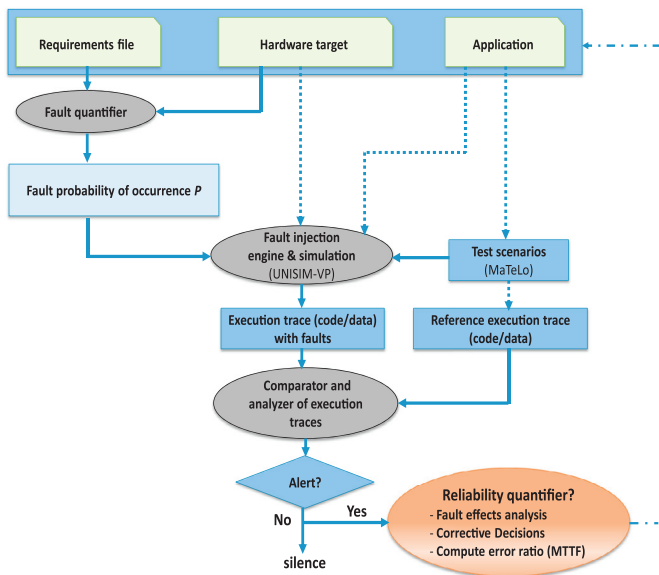 Requirements file
Hardware target
Application
Fault quantifier
Fault probability of occurrence P
Fault injection
engine & simulation
(UNISIM-VP)
Test scenarios
(MaTeLo)
Execution trace (code/data)
with faults
Reference execution trace
(code/data)
Comparator and
analyzer of execution
traces
Alert?
No
Yes
silence
Reliability quantifier?
- Fault effects analysis
- Corrective Decisions
- Compute error ratio (MTTF)